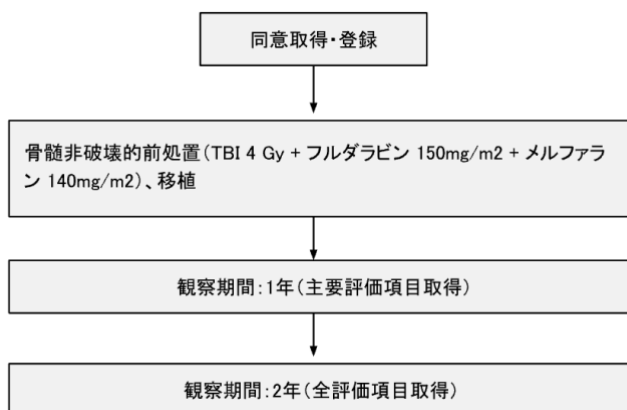 同意取得・登録
骨髄非破壊的前処置(TBI 4 Gy + フルダラビン 150mg/m2 + メルファラ
ン 140mg/m2)、移植
観察期間:1年(主要評価項目取得)
観察期間:2年(全評価項目取得)